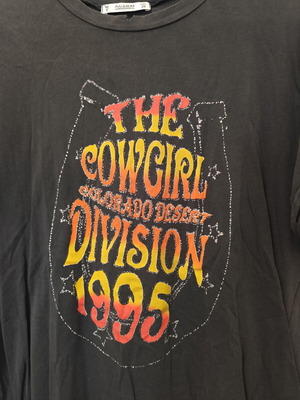 THE
COWGIRL
COLORADO DESERT
DIVISION
1995